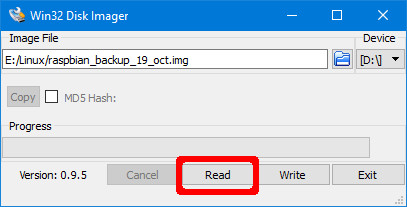 Win32 Disk Imager
Image File
Device
E:/Linux/raspbian_backup_19_oct.img
[D:\]
Copy
MD5 Hash:
Progress
Version: 0.9.5
Cancel
Read
Write
Exit